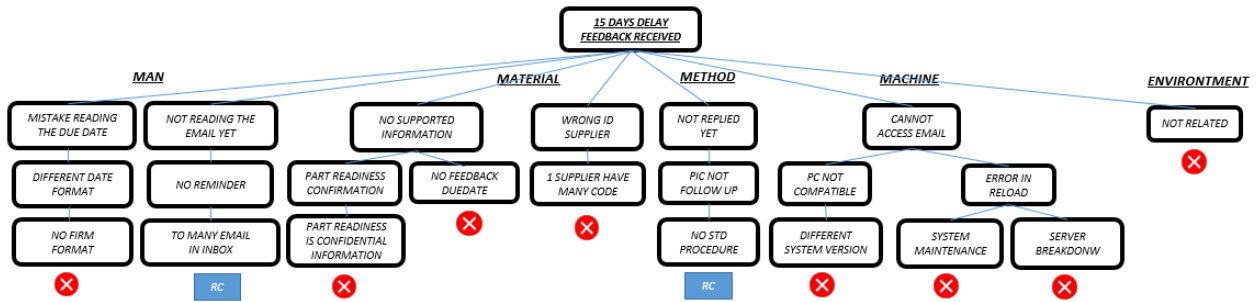 15 DAYS DELAY
FEEDBACK RECEIVED
MAN
MATERIAL
METHOD
MACHINE
ENVIRONTMENT
MISTAKE READING
THE DUE DATE
NOT READING THE
EMAIL YET
NO SUPPORTED
INFORMATION
WRONG ID
SUPPLIER
NOT REPLIED
YET
CANNOT
ACCESS EMAIL
NOT RELATED
DIFFERENT DATE
FORMAT
NO REMINDER
PART READINESS
CONFIRMATION
NO FEEDBACK
DUEDATE
1 SUPPLIER HAVE
MANY CODE
PIC NOT
FOLLOW UP
PC NOT
COMPATIBLE
ERROR IN
RELOAD
NO FIRM
FORMAT
TO MANY EMAIL
IN INBOX
PART READINESS
IS CONFIDENTIAL
INFORMATION
NO STD
PROCEDURE
DIFFERENT
SYSTEM VERSION
SYSTEM
MAINTENANCE
SERVER
BREAKDONW
RC
RC